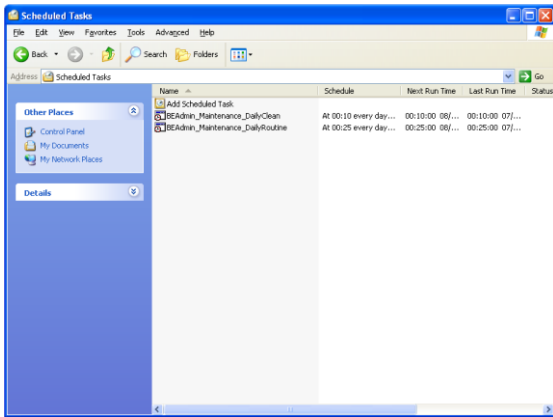 Scheduled Tasks
File Edit View Favorites Tools Advanced Help
Back Search Folders
Address Scheduled Tasks Go
Name Schedule Next Run Time Last Run Time Status
Add Scheduled Task
BEAdmin_Maintenance_DailyClean At 00:10 every day... 00:10:00 08/... 00:10:00 07/...
BEAdmin_Maintenance_DailyRoutine At 00:25 every day... 00:25:00 08/... 00:25:00 07/...
Other Places
Control Panel
My Documents
My Network Places
Details